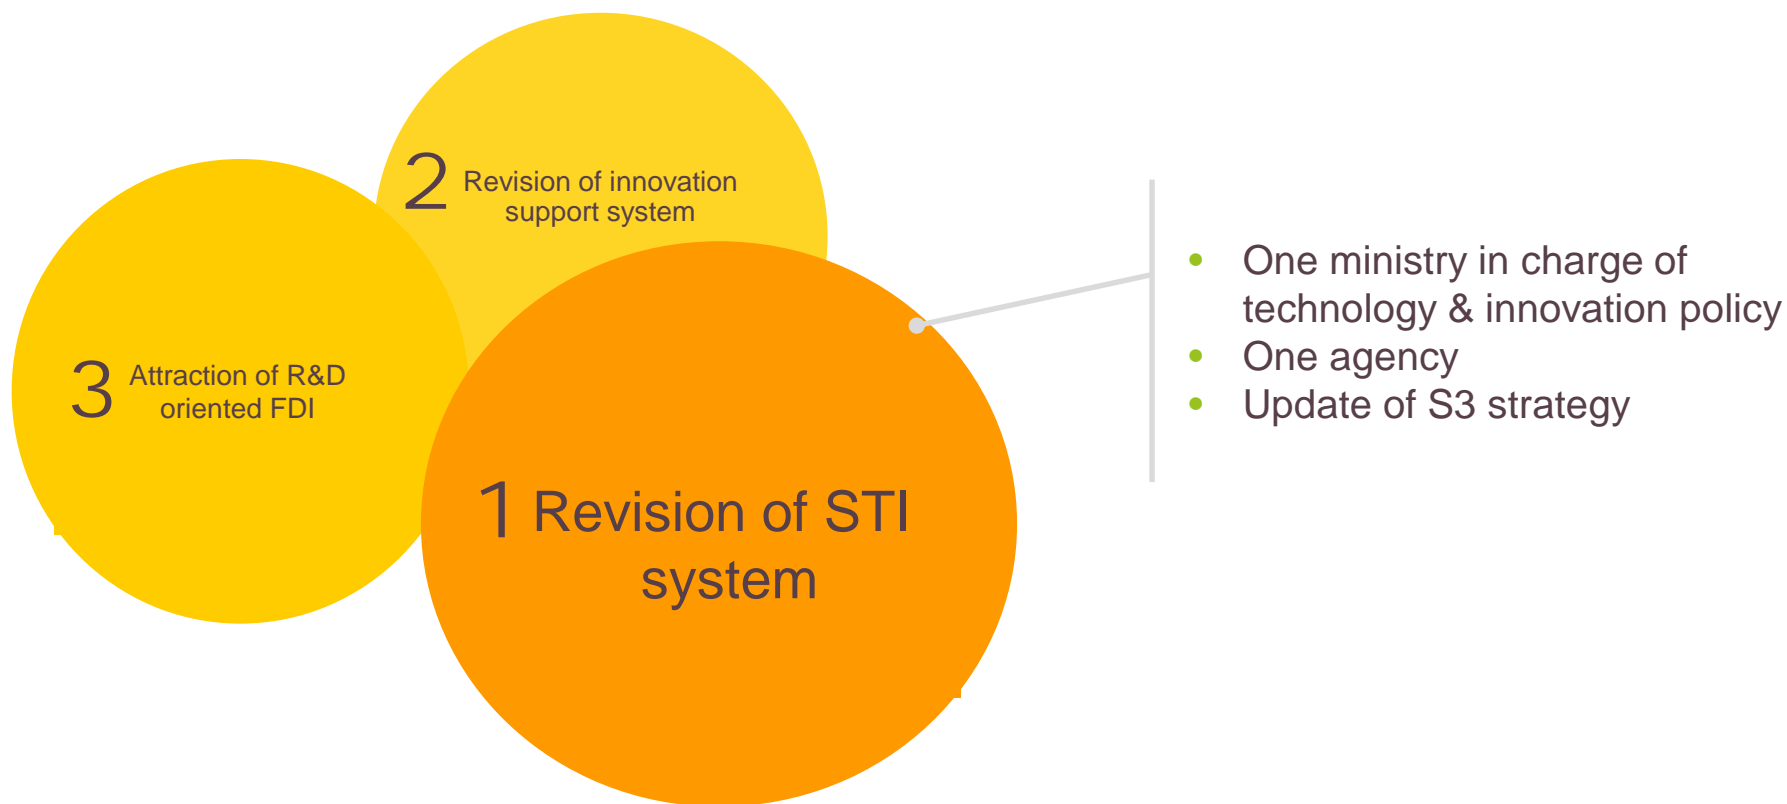 2 Revision of innovation
support system
3 Attraction of R&D
oriented FDI
1 Revision of STI
system
• One ministry in charge of
technology & innovation policy
• One agency
• Update of S3 strategy